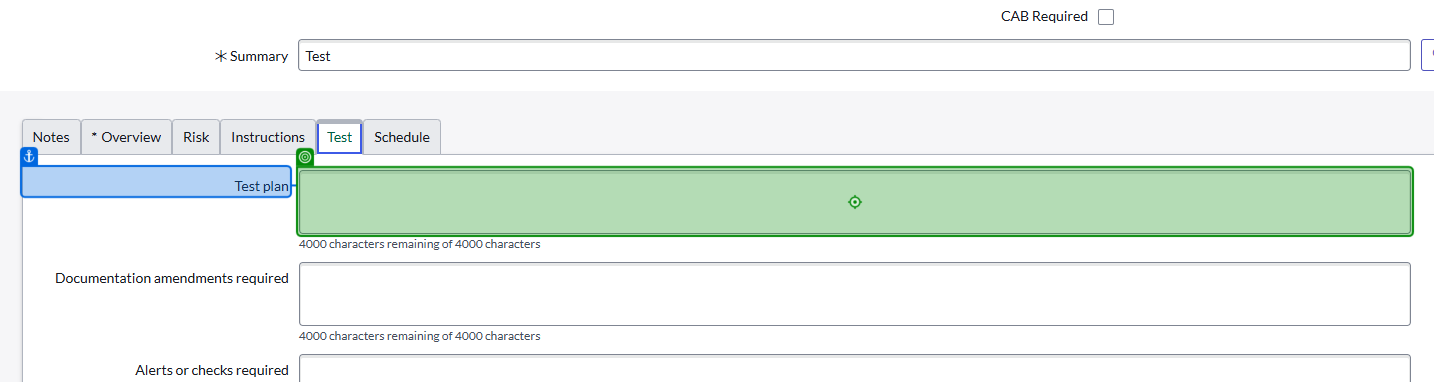 CAB Required
* Summary Test
Notes * Overview Risk Instructions Test Schedule
Test plan
4000 characters remaining of 4000 characters
Documentation amendments required
4000 characters remaining of 4000 characters
Alerts or checks required